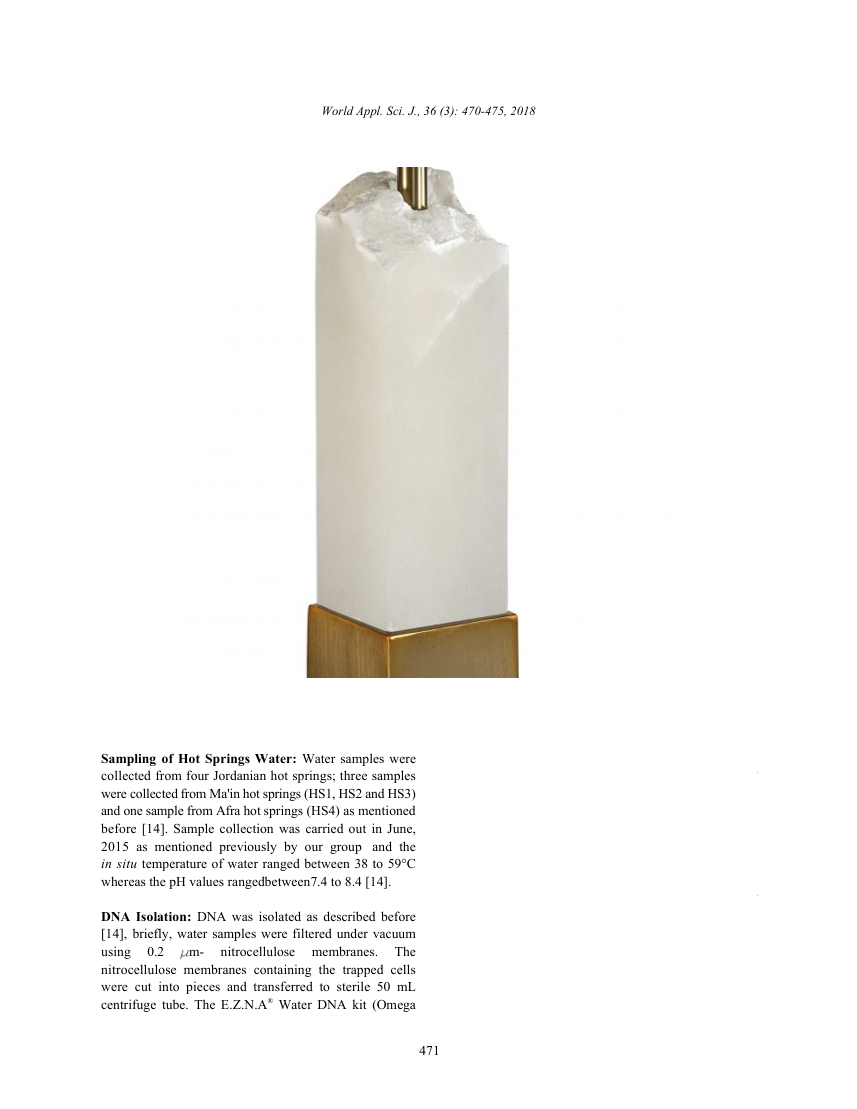 World Appl. Sci. J., 36 (3): 470-475, 2018
Sampling of Hot Springs Water: Water samples were
collected from four Jordanian hot springs; three samples
were collected from Ma'in hot springs (HS1, HS2 and HS3)
and one sample from Afra hot springs (HS4) as mentioned
before [14]. Sample collection was carried out in June,
2015 as mentioned previously by our group and the
in situ temperature of water ranged between 38 to 59°C
whereas the pH values rangedbetween7.4 to 8.4 [14].
DNA Isolation: DNA was isolated as described before
[14], briefly, water samples were filtered under vacuum
using 0.2 μm- nitrocellulose membranes. The
nitrocellulose membranes containing the trapped cells
were cut into pieces and transferred to sterile 50 mL
centrifuge tube. The E.Z.N.A® Water DNA kit (Omega
471